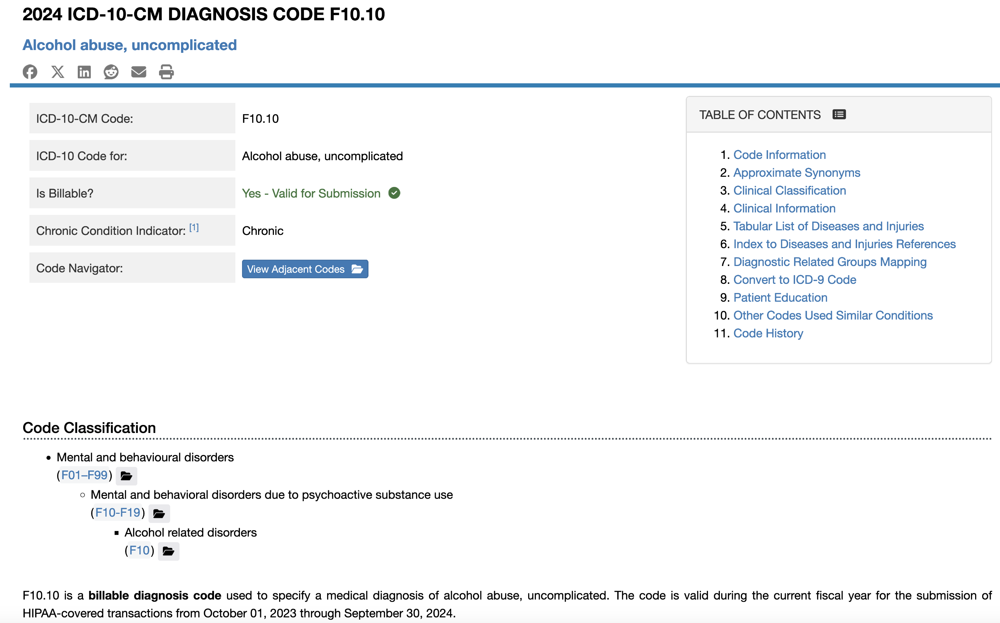 2024 ICD-10-CM DIAGNOSIS CODE F10.10
Alcohol abuse, uncomplicated
ICD-10-CM Code: F10.10
ICD-10 Code for: Alcohol abuse, uncomplicated
Is Billable? Yes - Valid for Submission
Chronic Condition Indicator: [1] Chronic
Code Navigator: View Adjacent Codes
TABLE OF CONTENTS
1. Code Information
2. Approximate Synonyms
3. Clinical Classification
4. Clinical Information
5. Tabular List of Diseases and Injuries
6. Index to Diseases and Injuries References
7. Diagnostic Related Groups Mapping
8. Convert to ICD-9 Code
9. Patient Education
10. Other Codes Used Similar Conditions
11. Code History
Code Classification
• Mental and behavioural disorders
(F01–F99)
○ Mental and behavioral disorders due to psychoactive substance use
(F10-F19)
▪ Alcohol related disorders
(F10)
F10.10 is a billable diagnosis code used to specify a medical diagnosis of alcohol abuse, uncomplicated. The code is valid during the current fiscal year for the submission of
HIPAA-covered transactions from October 01, 2023 through September 30, 2024.